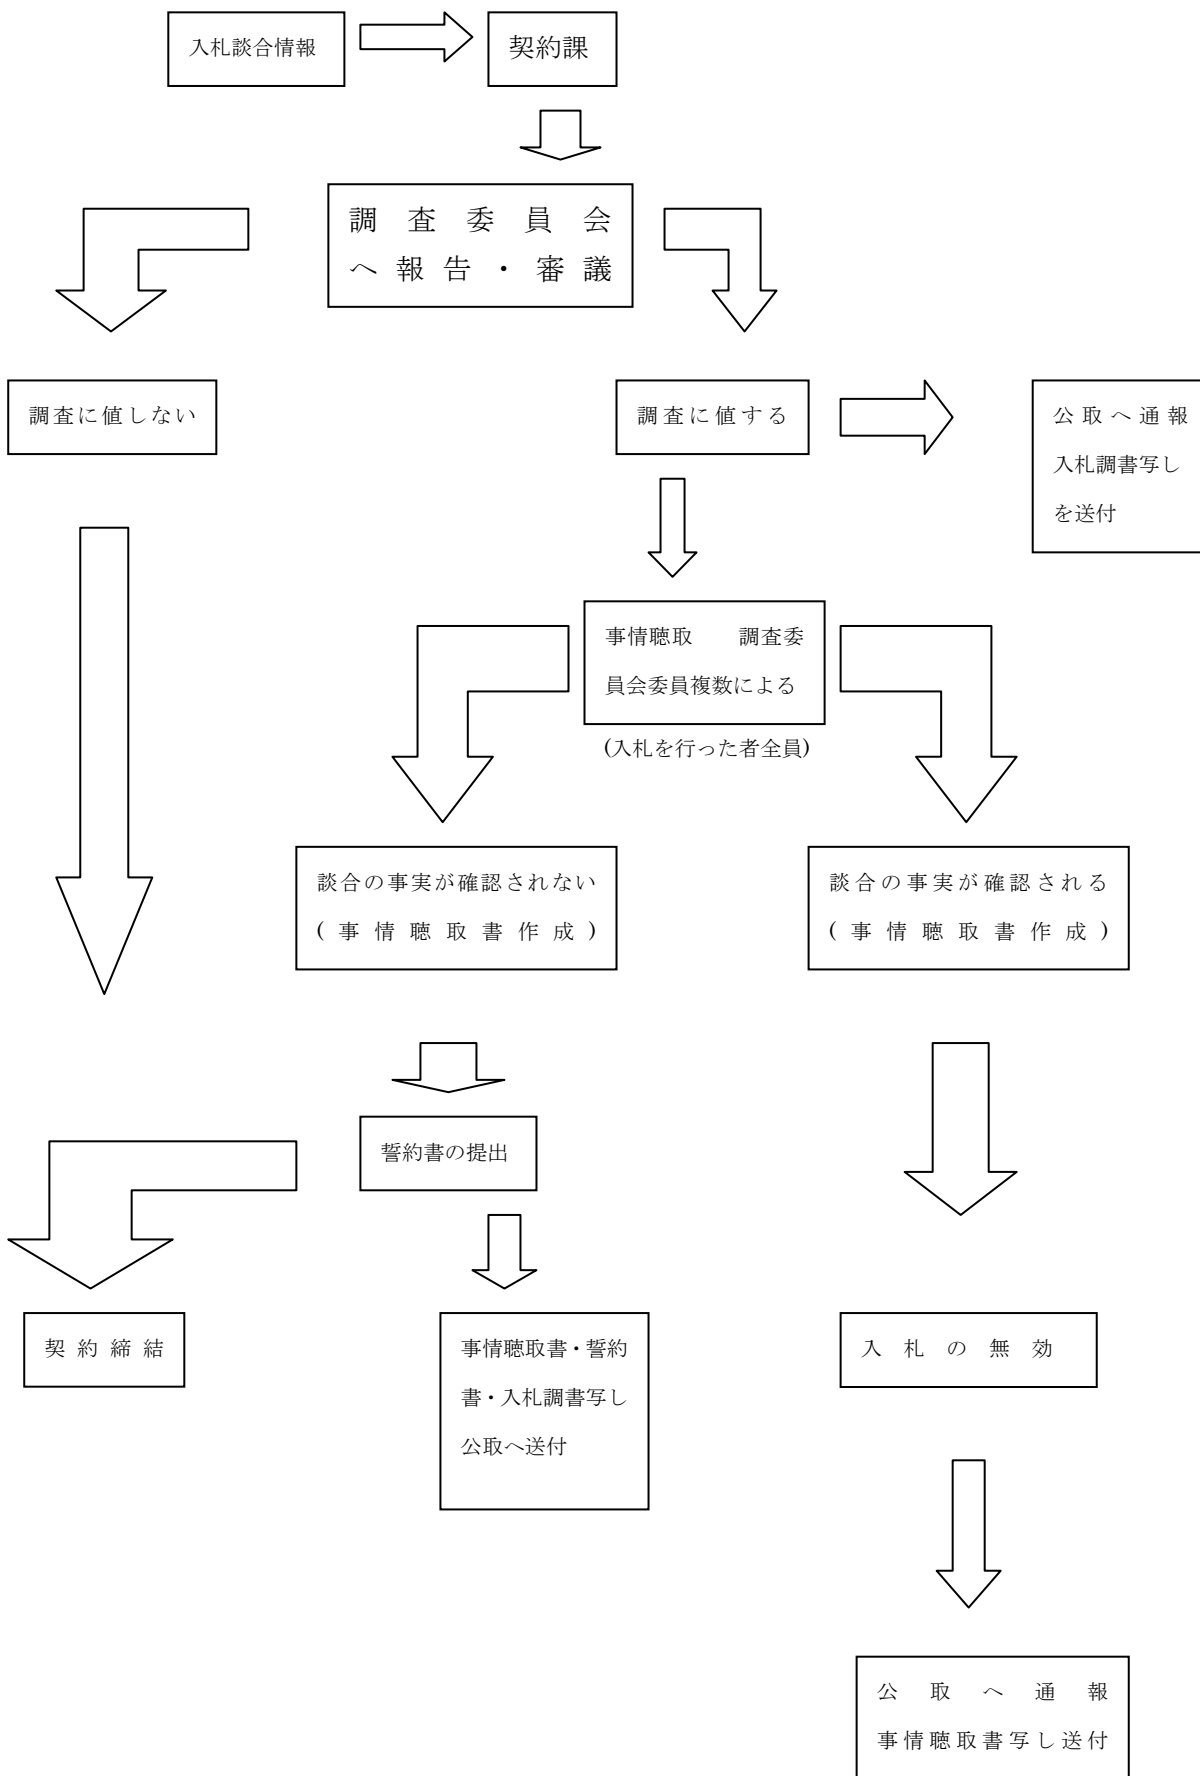 入札談合情報
契約課
調査委員会
へ報告・審議
調査に値しない
調査に値する
公取へ通報
入札調書写し
を送付
事情聴取　調査委
員会委員複数による
(入札を行った者全員)
談合の事実が確認されない
(事情聴取書作成)
談合の事実が確認される
(事情聴取書作成)
誓約書の提出
契約締結
事情聴取書・誓約
書・入札調書写し
公取へ送付
入札の無効
公取へ通報
事情聴取書写し送付